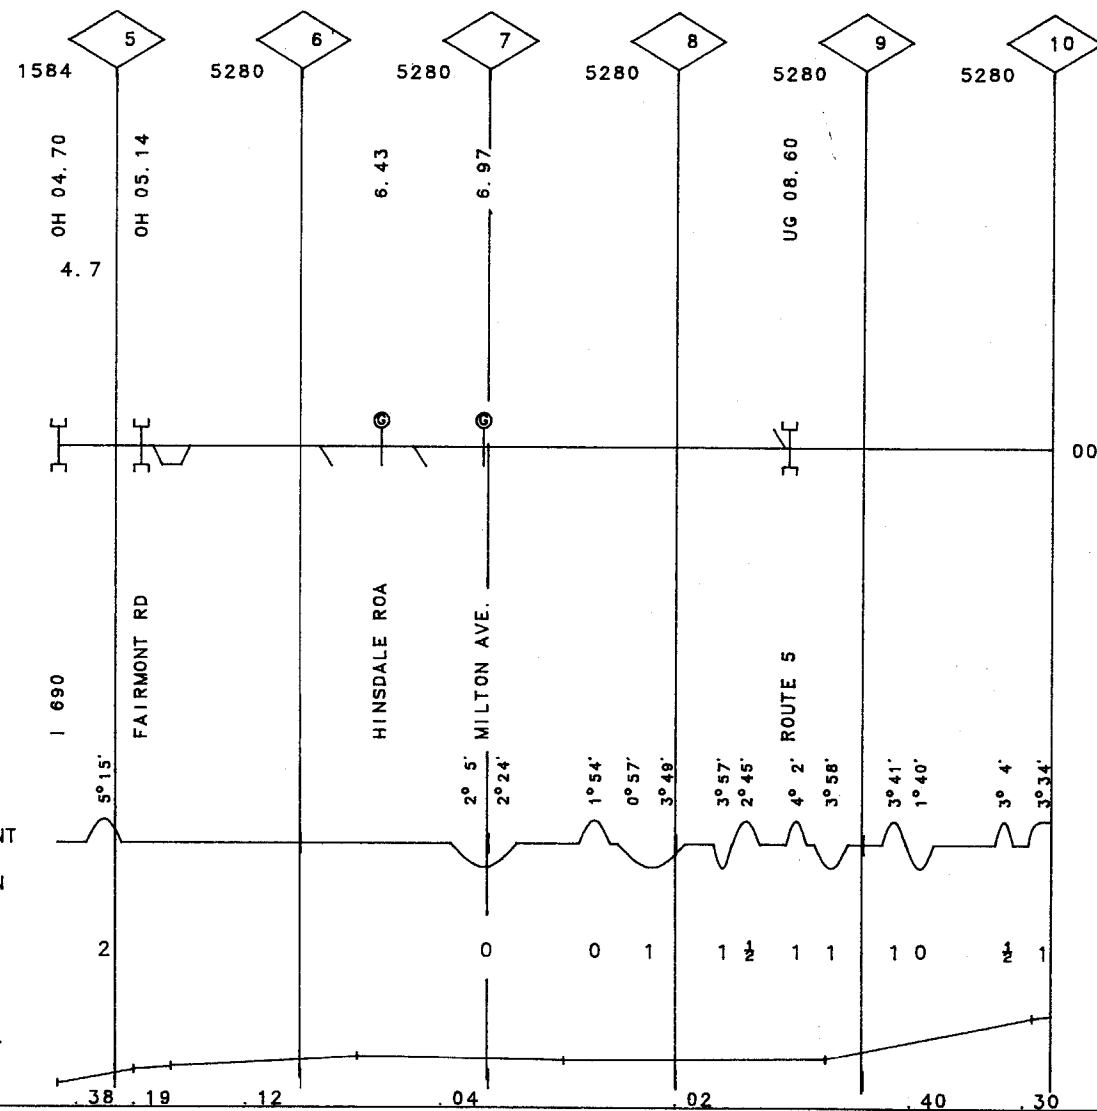 5 6 7 8 9 10
1584 5280 5280 5280 5280 5280
OH 04.70
OH 05.14
6.43
6.97
UG 08.60
4.7
G G
00
I 690
FAIRMONT RD
HINSDALE ROA
MILTON AVE.
ROUTE 5
5°15'
2° 5'
2°24'
1°54'
0°57'
3°49'
3°57'
2°45'
4° 2'
3°58'
3°41'
1°40'
3° 4'
3°34'
NT
N
2 0 0 1 1 ½ 1 1 1 0 ½ 1
.38 .19 .12 .04 .02 .40 .30